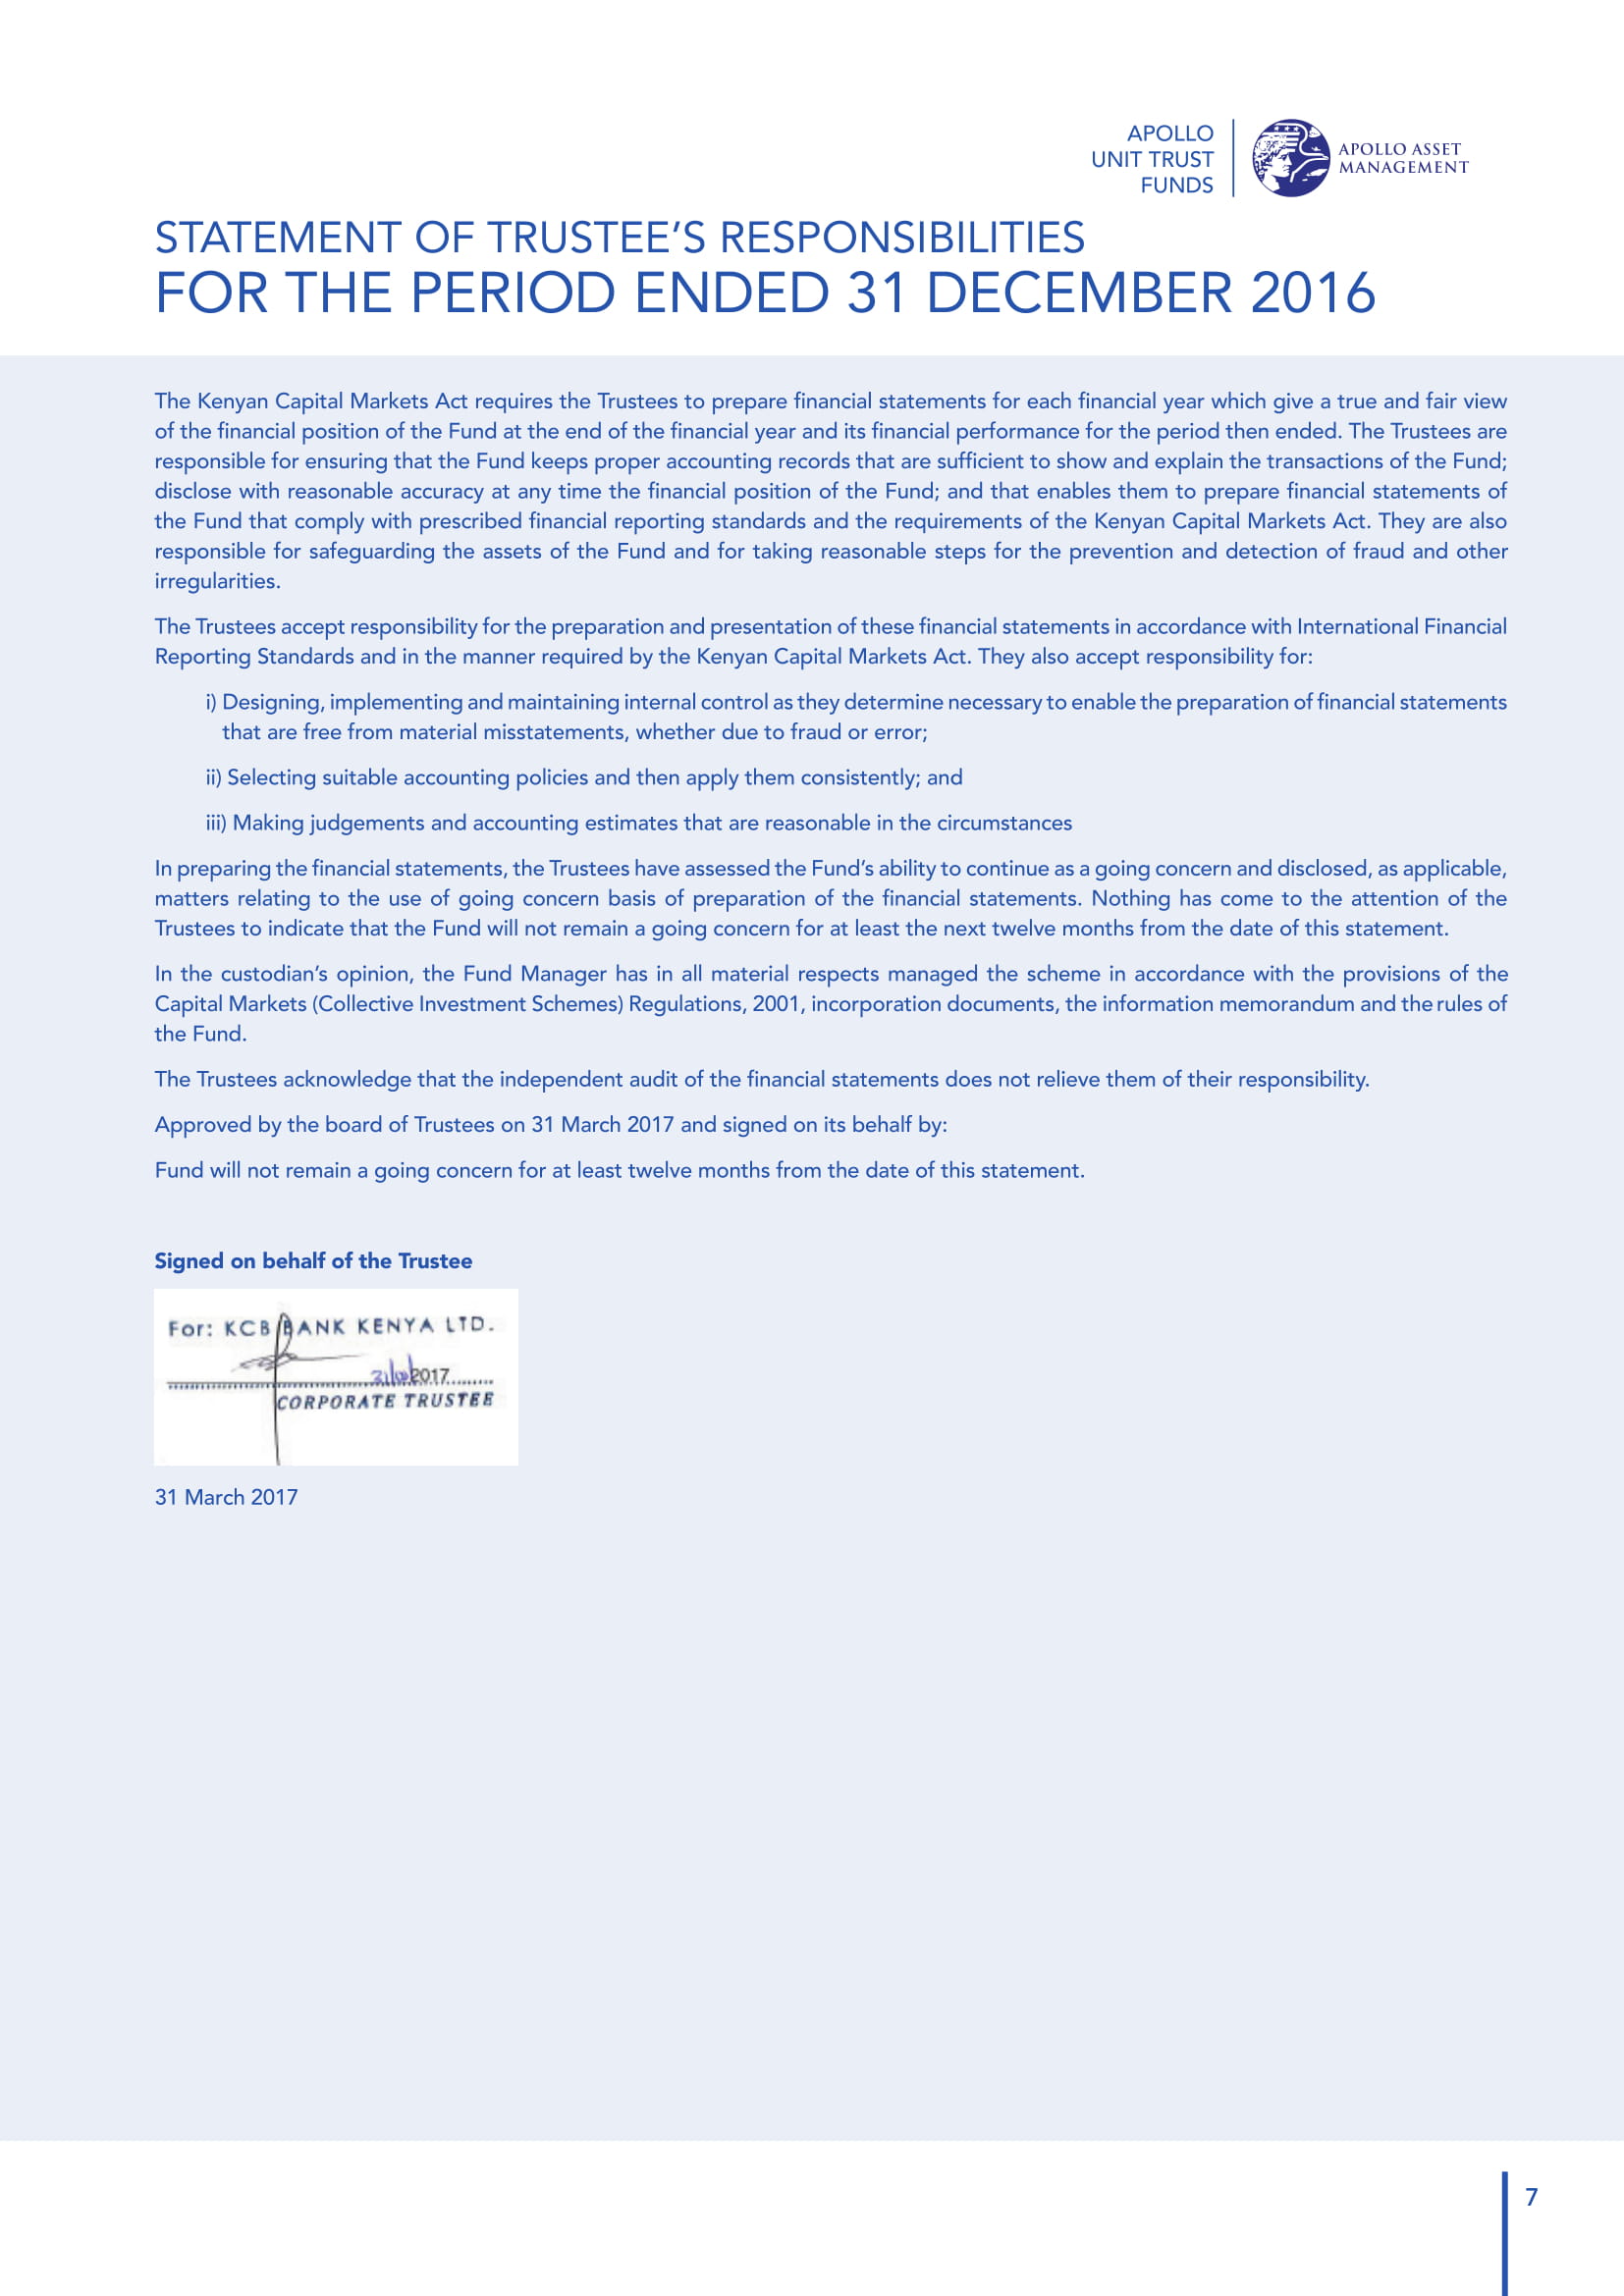 APOLLO
UNIT TRUST
FUNDS
APOLLO ASSET
MANAGEMENT
STATEMENT OF TRUSTEE’S RESPONSIBILITIES
FOR THE PERIOD ENDED 31 DECEMBER 2016
The Kenyan Capital Markets Act requires the Trustees to prepare financial statements for each financial year which give a true and fair view
of the financial position of the Fund at the end of the financial year and its financial performance for the period then ended. The Trustees are
responsible for ensuring that the Fund keeps proper accounting records that are sufficient to show and explain the transactions of the Fund;
disclose with reasonable accuracy at any time the financial position of the Fund; and that enables them to prepare financial statements of
the Fund that comply with prescribed financial reporting standards and the requirements of the Kenyan Capital Markets Act. They are also
responsible for safeguarding the assets of the Fund and for taking reasonable steps for the prevention and detection of fraud and other
irregularities.
The Trustees accept responsibility for the preparation and presentation of these financial statements in accordance with International Financial
Reporting Standards and in the manner required by the Kenyan Capital Markets Act. They also accept responsibility for:
i) Designing, implementing and maintaining internal control as they determine necessary to enable the preparation of financial statements
that are free from material misstatements, whether due to fraud or error;
ii) Selecting suitable accounting policies and then apply them consistently; and
iii) Making judgements and accounting estimates that are reasonable in the circumstances
In preparing the financial statements, the Trustees have assessed the Fund’s ability to continue as a going concern and disclosed, as applicable,
matters relating to the use of going concern basis of preparation of the financial statements. Nothing has come to the attention of the
Trustees to indicate that the Fund will not remain a going concern for at least the next twelve months from the date of this statement.
In the custodian’s opinion, the Fund Manager has in all material respects managed the scheme in accordance with the provisions of the
Capital Markets (Collective Investment Schemes) Regulations, 2001, incorporation documents, the information memorandum and the rules of
the Fund.
The Trustees acknowledge that the independent audit of the financial statements does not relieve them of their responsibility.
Approved by the board of Trustees on 31 March 2017 and signed on its behalf by:
Fund will not remain a going concern for at least twelve months from the date of this statement.
Signed on behalf of the Trustee
For: KCB BANK KENYA LTD.
2017
CORPORATE TRUSTEE
31 March 2017
7